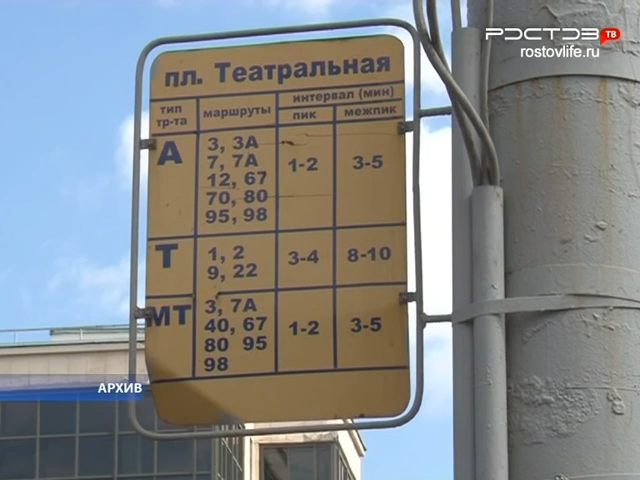 РОСТОВ ТВ
rostovlife.ru
пл. Театральная
тип тр-та
маршруты
интервал (мин)
пик
межпик
А
3, 3А
7, 7А
12, 67
70, 80
95, 98
1-2
3-5
Т
1, 2
9, 22
3-4
8-10
МТ
3, 7А
40, 67
80 95
98
1-2
3-5
АРХИВ